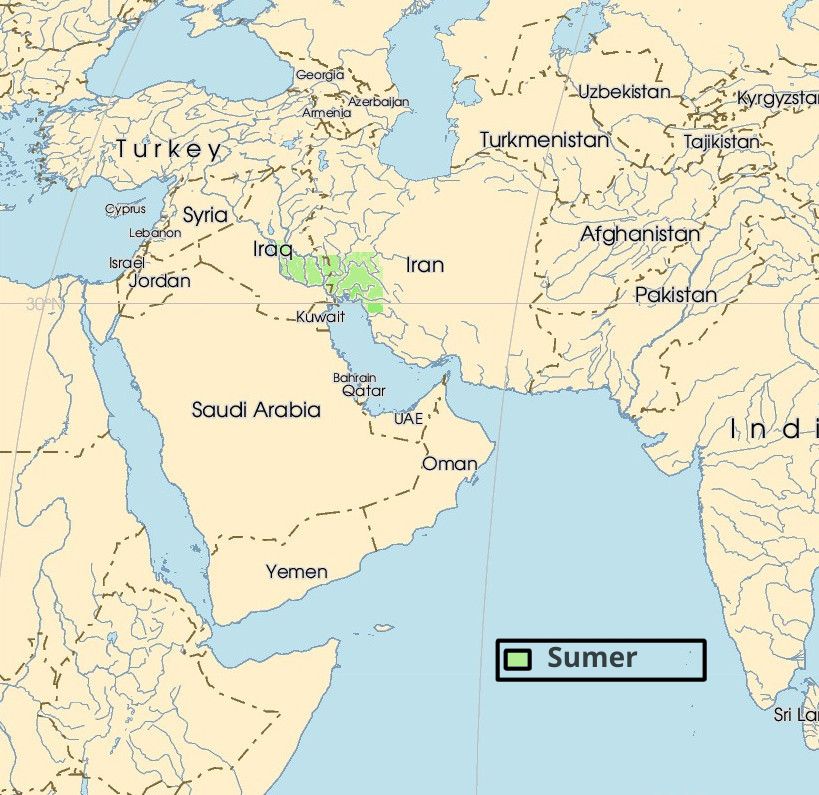 Georgia
Azerbaijan
Armenia
Uzbekistan
Kyrgyzstan
Turkey
Turkmenistan
Tajikistan
Cyprus
Syria
Lebanon
Iraq
Afghanistan
Israel
Iran
Jordan
Pakistan
30°N
Kuwait
Bahrain
Qatar
Saudi Arabia
UAE
Indi
Oman
Yemen
Sumer
Sri La